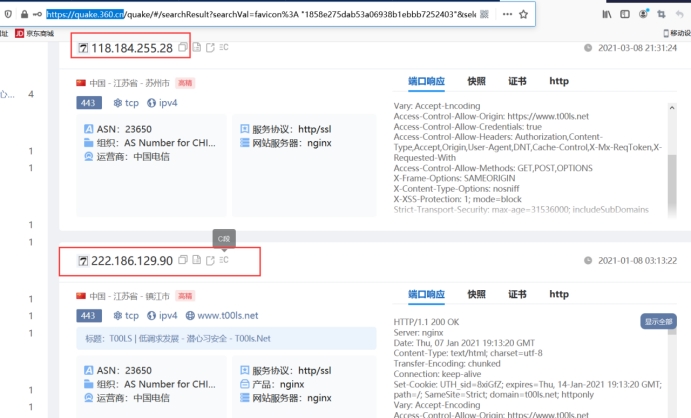 https://quake.360.cn/quake/#/searchResult?searchVal=favicon%3A "1858e275dab53a06938b1ebbb7252403"&sele
JD 京东商城
移动设
118.184.255.28
2021-03-08 21:31:24
中国 - 江苏省 - 苏州市 高精
443 tcp ipv4
ASN：23650
组织：AS Number for CHI...
运营商：中国电信
服务协议：http/ssl
网站服务器：nginx
端口响应 快照 证书 http
Vary: Accept-Encoding
Access-Control-Allow-Origin: https://www.t00ls.net
Access-Control-Allow-Credentials: true
Access-Control-Allow-Headers: Authorization,Content-
Type,Accept,Origin,User-Agent,DNT,Cache-Control,X-Mx-ReqToken,X-
Requested-With
Access-Control-Allow-Methods: GET,POST,OPTIONS
X-Frame-Options: SAMEORIGIN
X-Content-Type-Options: nosniff
X-XSS-Protection: 1; mode=block
Strict-Transport-Security: max-age=31536000; includeSubDomains
4
1
1
1
1
C段
222.186.129.90
2021-01-08 03:13:22
中国 - 江苏省 - 镇江市 高精
443 tcp ipv4 www.t00ls.net
标题：T00LS | 低调求发展 - 潜心习安全 - T00ls.Net
ASN：23650
组织：AS Number for CHI...
运营商：中国电信
服务协议：http/ssl
产品：nginx
网站服务器：nginx
端口响应 快照 证书 http
显示全部
HTTP/1.1 200 OK
Server: nginx
Date: Thu, 07 Jan 2021 19:13:20 GMT
Content-Type: text/html; charset=utf-8
Transfer-Encoding: chunked
Connection: keep-alive
Set-Cookie: UTH_sid=8xiGfZ; expires=Thu, 14-Jan-2021 19:13:20 GMT;
path=/; SameSite=Strict; domain=t00ls.net; httponly
Vary: Accept-Encoding
Access-Control-Allow-Origin: https://www.t00ls.net
1
1
1
1
1